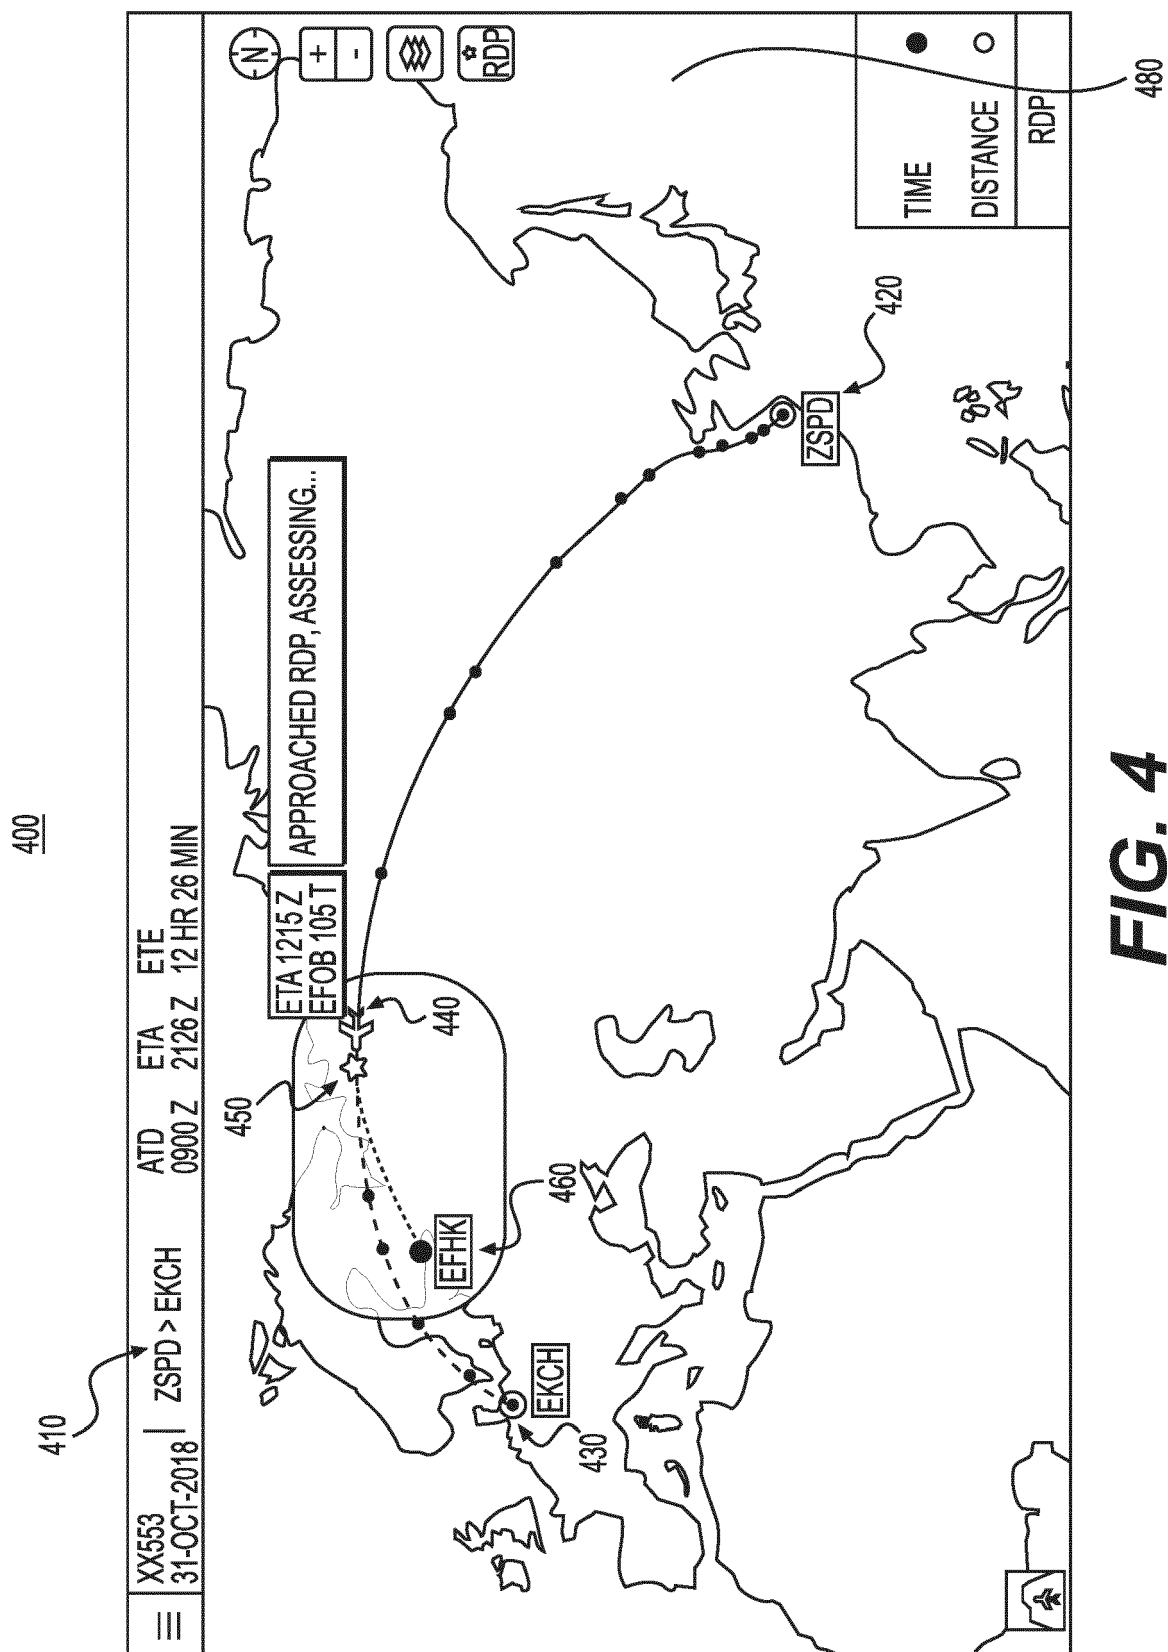 400
410
XX553
31-OCT-2018
ZSPD > EKCH
ATD ETA ETE
0900 Z 2126 Z 12 HR 26 MIN
N
+
-
RDP
ETA 1215 Z
EFOB 105 T
APPROACHED RDP, ASSESSING...
450
440
EFHK
460
EKCH
430
ZSPD
420
TIME
DISTANCE
RDP
480
FIG. 4